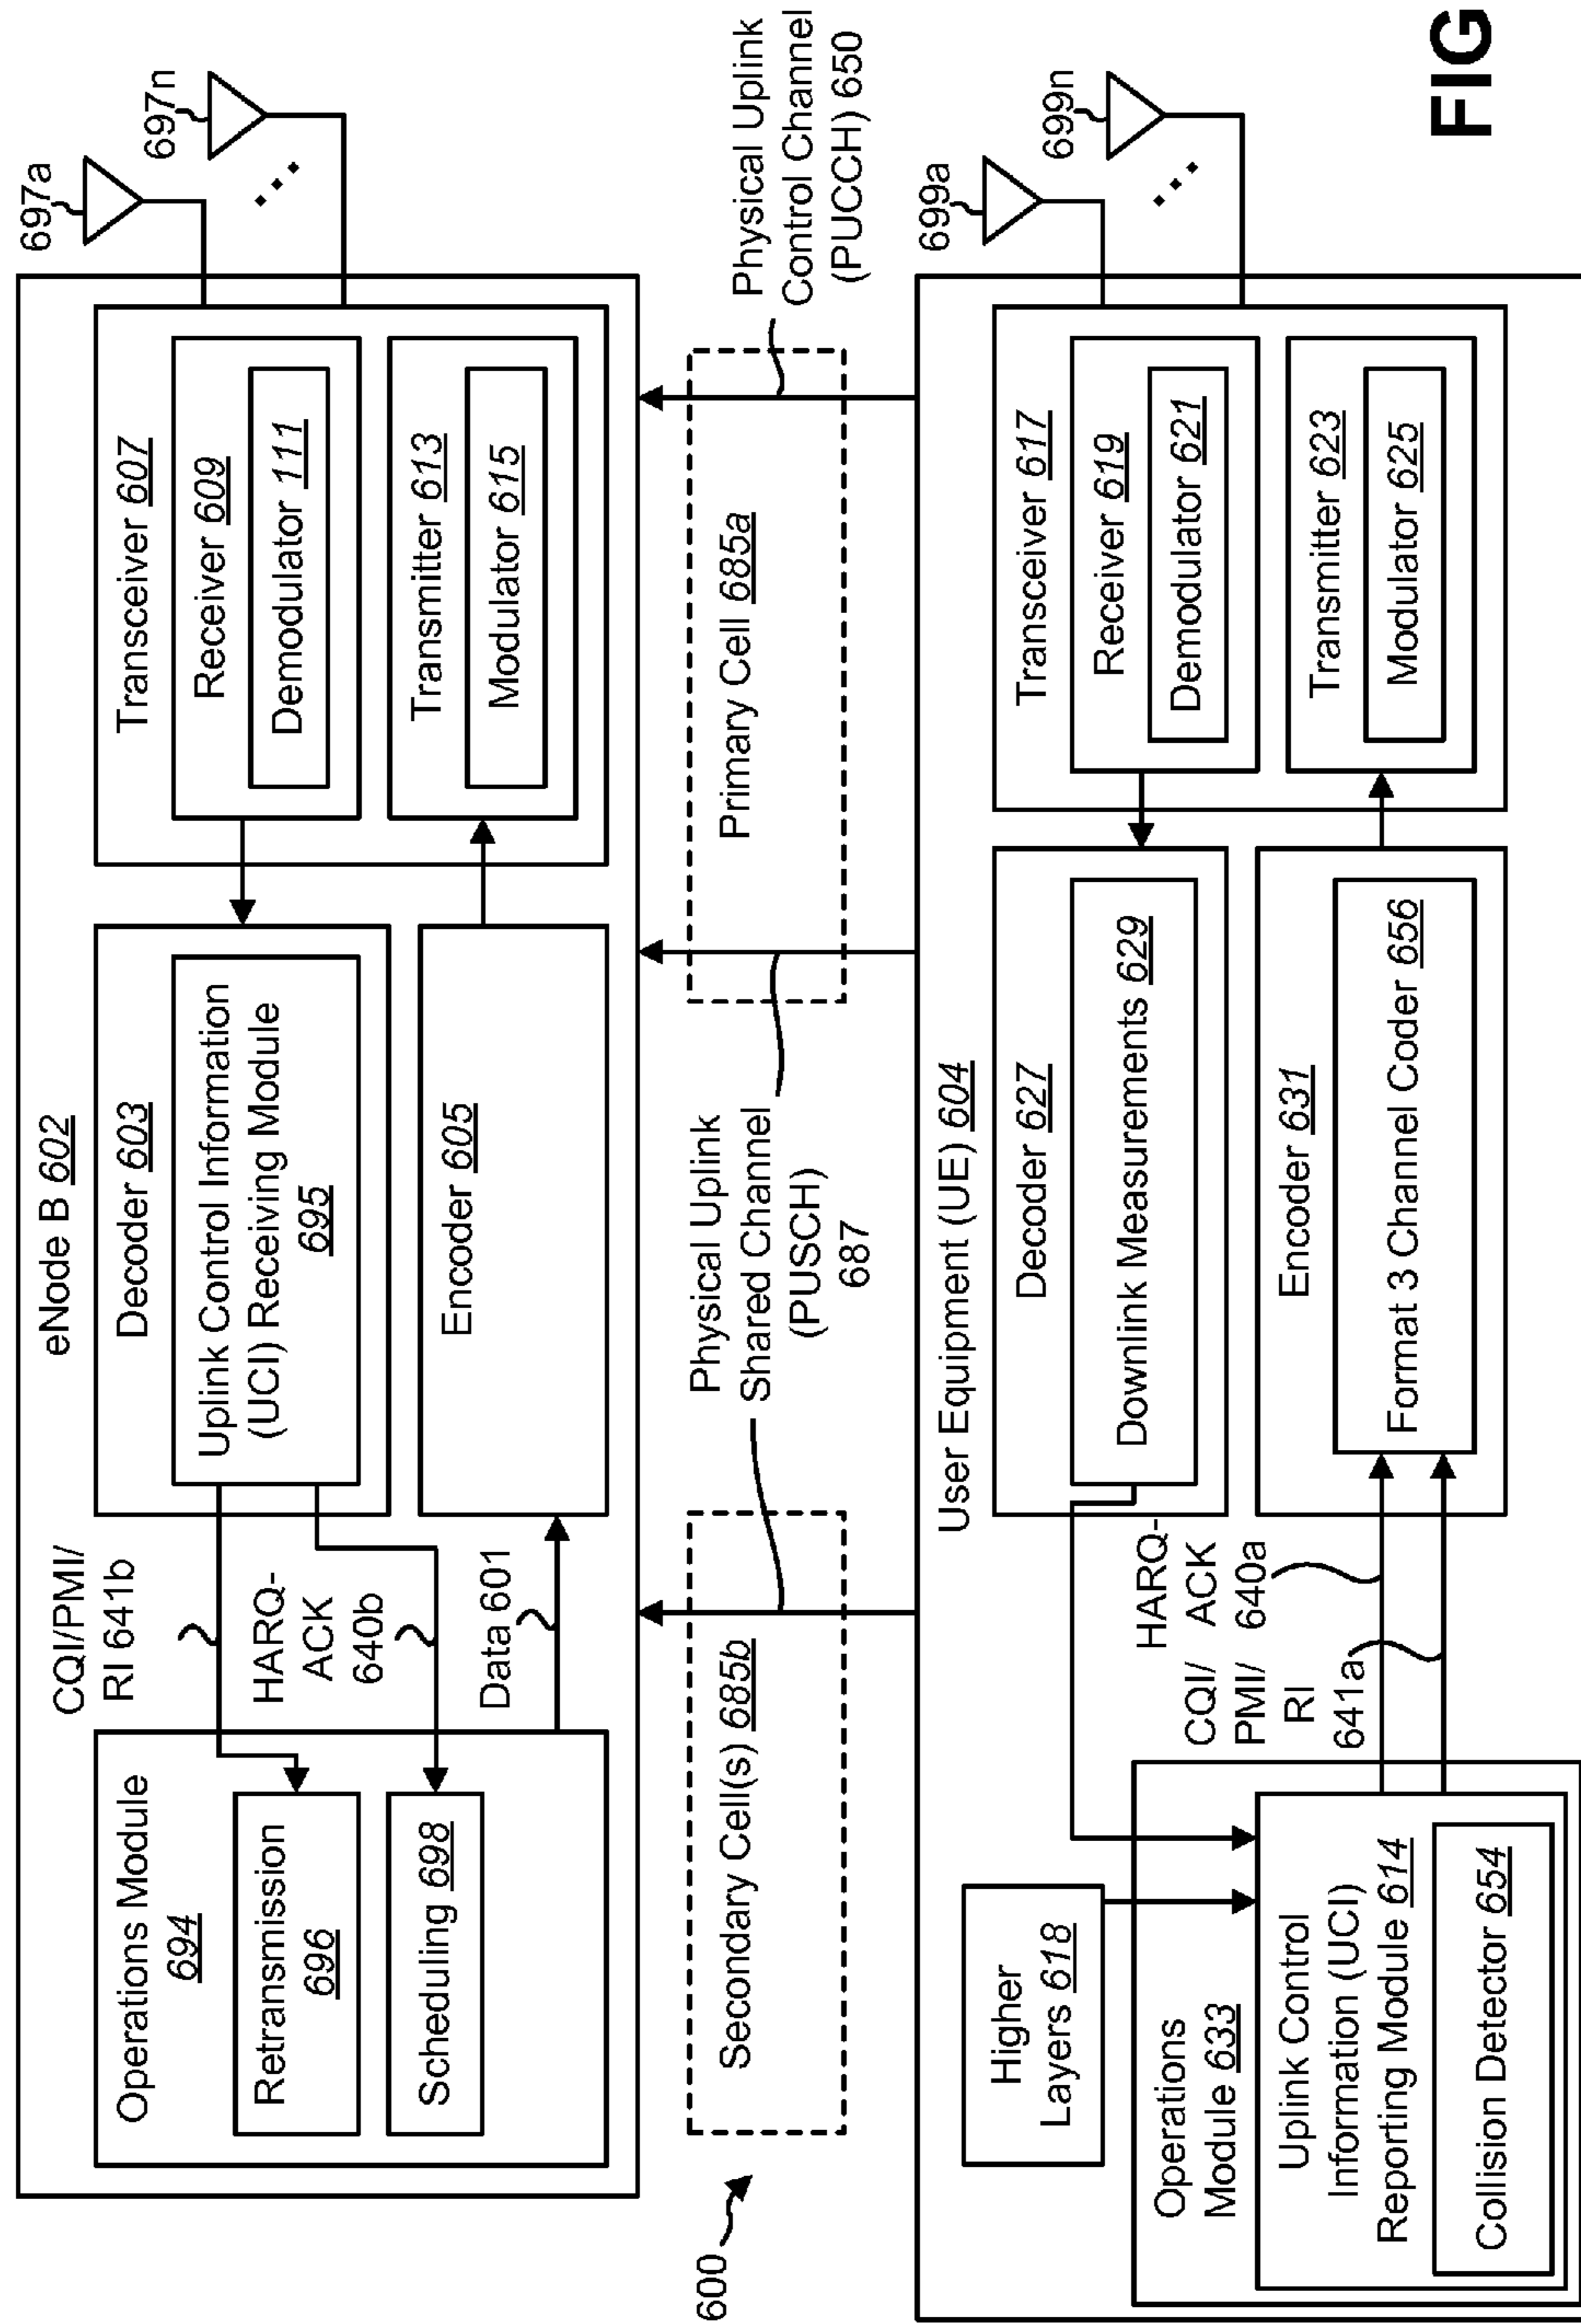 eNode B 602
697a
697n
Operations Module
694
Retransmission
696
Scheduling 698
CQI/PMI/
RI 641b
HARQ-
ACK
640b
Data 601
Decoder 603
Uplink Control Information
(UCI) Receiving Module
695
Encoder 605
Transceiver 607
Receiver 609
Demodulator 111
Transmitter 613
Modulator 615
600
Secondary Cell(s) 685b
Physical Uplink
Shared Channel
(PUSCH)
687
Primary Cell 685a
Physical Uplink
Control Channel
(PUCCH) 650
User Equipment (UE) 604
699a
699n
Higher
Layers 618
Operations
Module 633
Uplink Control
Information (UCI)
Reporting Module 614
Collision Detector 654
HARQ-
ACK
640a
CQI/
PMI/
RI
641a
Decoder 627
Downlink Measurements 629
Encoder 631
Format 3 Channel Coder 656
Transceiver 617
Receiver 619
Demodulator 621
Transmitter 623
Modulator 625
FIG